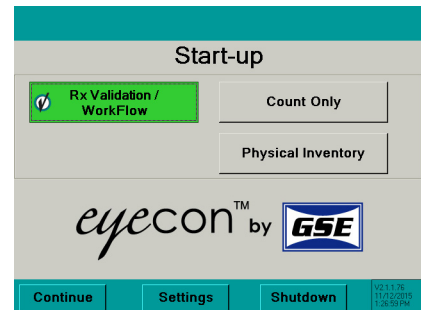 Start-up
Rx Validation /
WorkFlow
Count Only
Physical Inventory
eyecon™ by GSE
Continue
Settings
Shutdown
V2.1.1.76
11/12/2015
1:26:59 PM